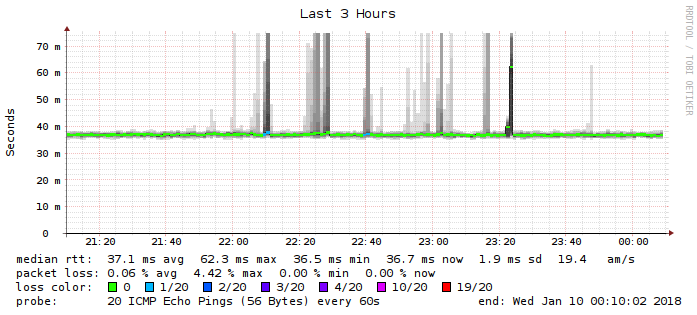 Last 3 Hours
RRDTOOL / TOBI OETIKER
Seconds
70 m
60 m
50 m
40 m
30 m
20 m
10 m
0
21:20 21:40 22:00 22:20 22:40 23:00 23:20 23:40 00:00
median rtt: 37.1 ms avg 62.3 ms max 36.5 ms min 36.7 ms now 1.9 ms sd 19.4 am/s
packet loss: 0.06 % avg 4.42 % max 0.00 % min 0.00 % now
loss color: 0 1/20 2/20 3/20 4/20 10/20 19/20
probe: 20 ICMP Echo Pings (56 Bytes) every 60s end: Wed Jan 10 00:10:02 2018